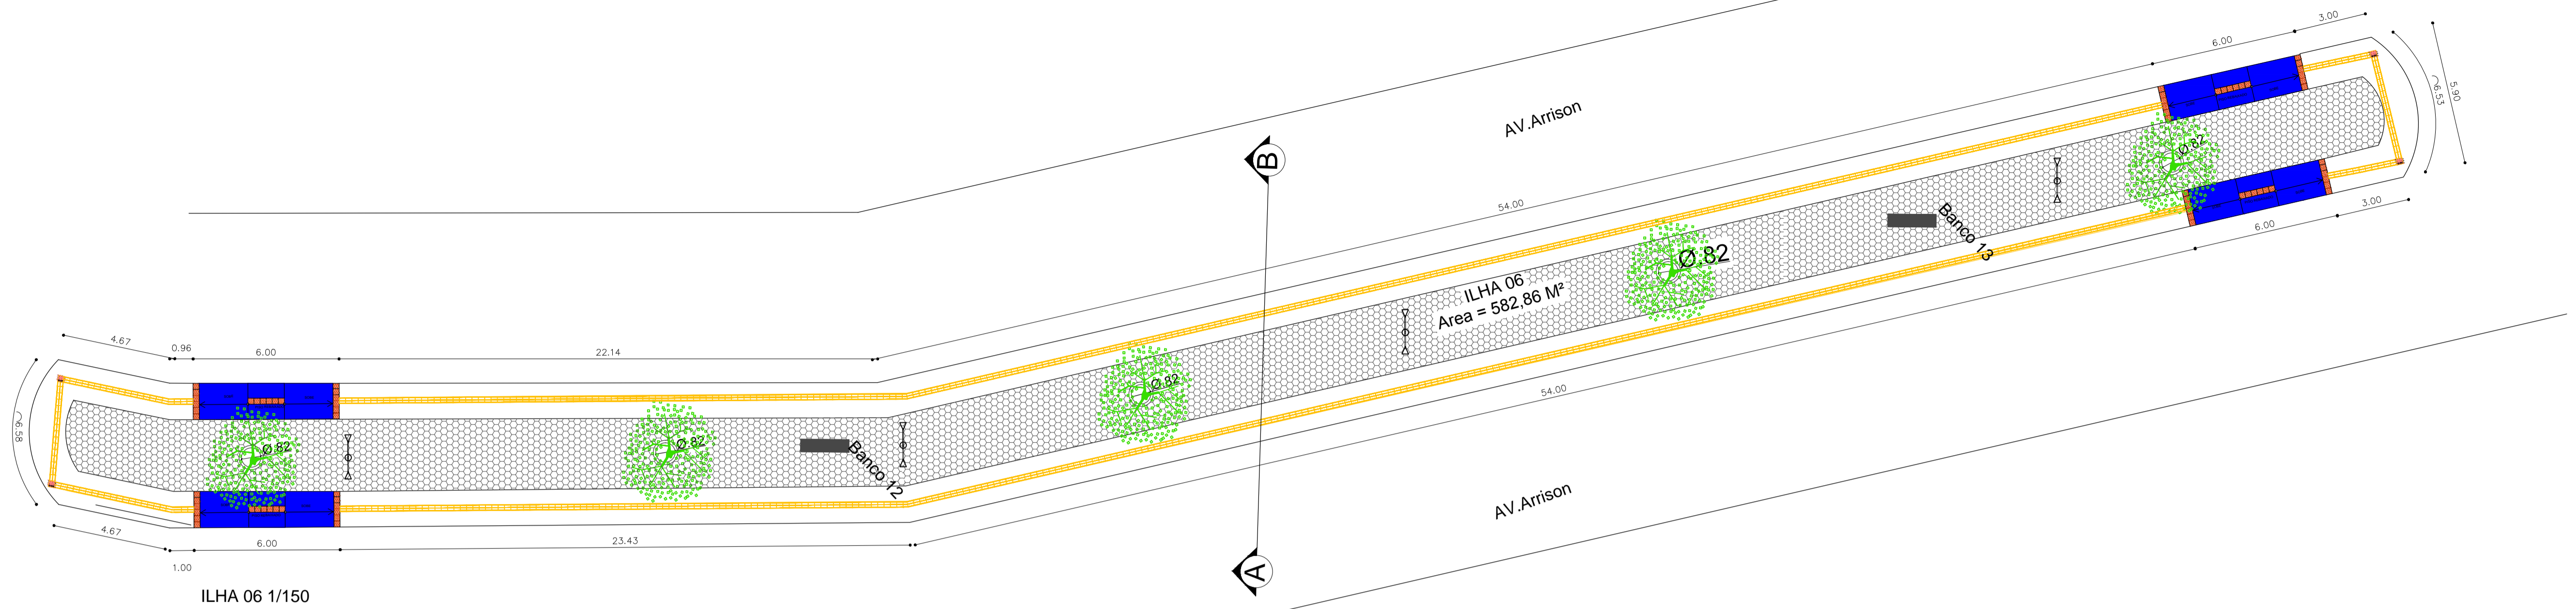 3.00
6.00
5.90
6.53
AV.Arrison
B
Ø.82
54.00
Banco 13
3.00
6.00
Ø.82
ILHA 06
Area = 582,86 M²
4.67
0.96
6.00
22.14
Ø.82
54.00
6.58
Ø.82
Ø.82
Banco 12
AV.Arrison
4.67
6.00
23.43
1.00
A
ILHA 06 1/150